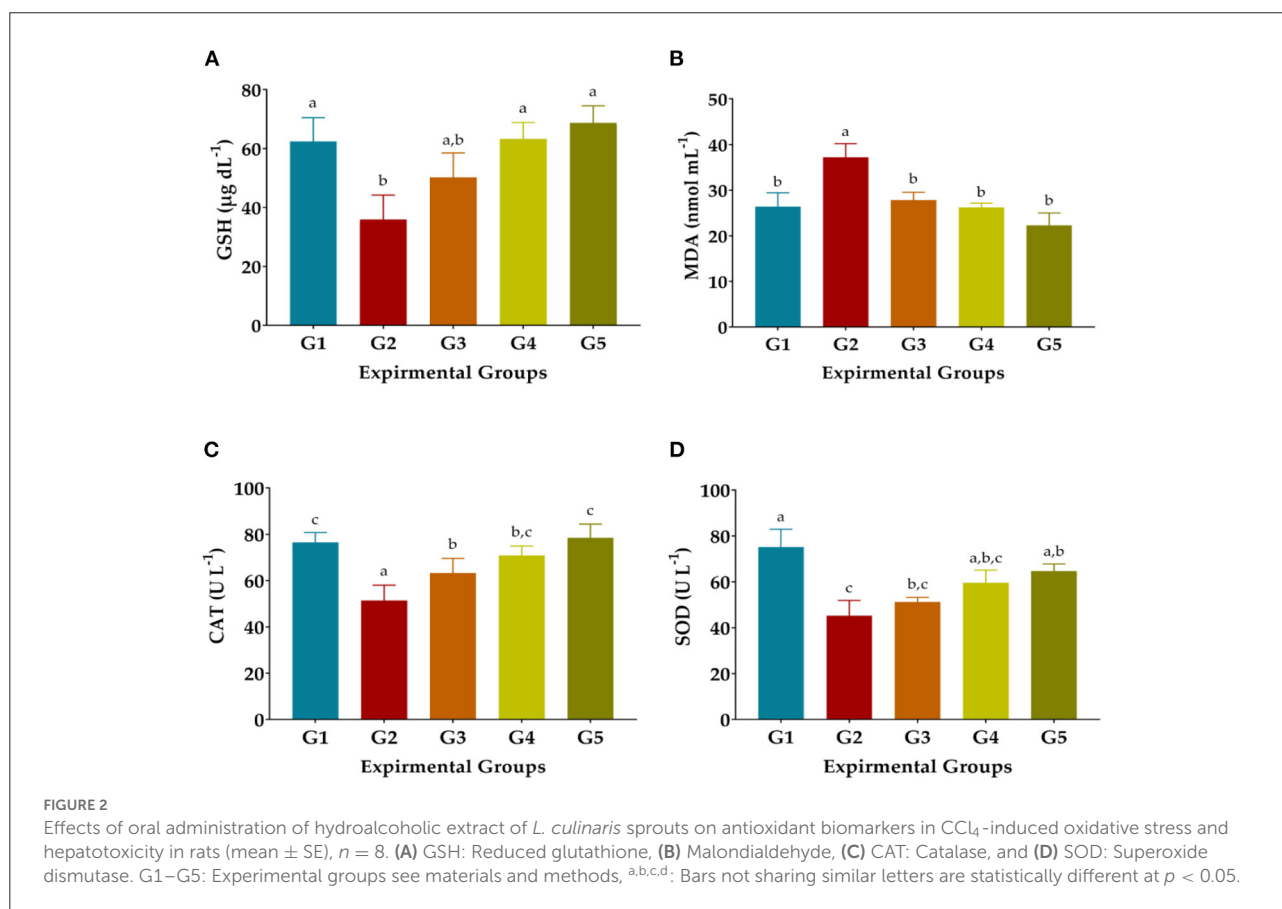 A
GSH (µg dL⁻¹)
80
60
40
20
0
a
b
a,b
a
a
G1 G2 G3 G4 G5
Expirmental Groups
B
MDA (nmol mL⁻¹)
50
40
30
20
10
0
b
a
b
b
b
G1 G2 G3 G4 G5
Expirmental Groups
C
CAT (U L⁻¹)
100
80
60
40
20
0
c
a
b
b,c
c
G1 G2 G3 G4 G5
Expirmental Groups
D
SOD (U L⁻¹)
100
80
60
40
20
0
a
c
b,c
a,b,c
a,b
G1 G2 G3 G4 G5
Expirmental Groups
FIGURE 2
Effects of oral administration of hydroalcoholic extract of L. culinaris sprouts on antioxidant biomarkers in CCl₄-induced oxidative stress and
hepatotoxicity in rats (mean ± SE), n = 8. (A) GSH: Reduced glutathione, (B) Malondialdehyde, (C) CAT: Catalase, and (D) SOD: Superoxide
dismutase. G1–G5: Experimental groups see materials and methods, ᵃ,ᵇ,ᶜ,ᵈ: Bars not sharing similar letters are statistically different at p < 0.05.